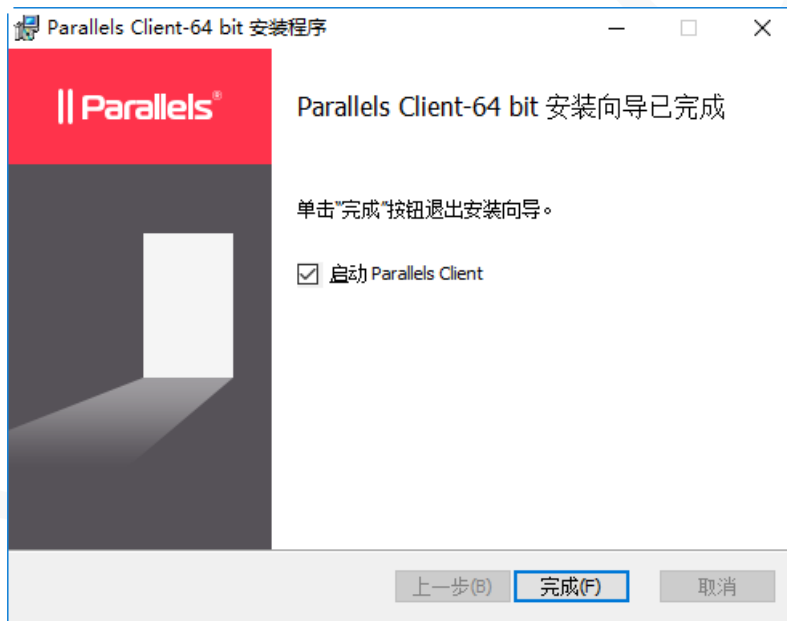 Parallels Client-64 bit 安装程序
|| Parallels®
Parallels Client-64 bit 安装向导已完成
单击"完成"按钮退出安装向导。
启动 Parallels Client
上一步(B) 完成(F) 取消